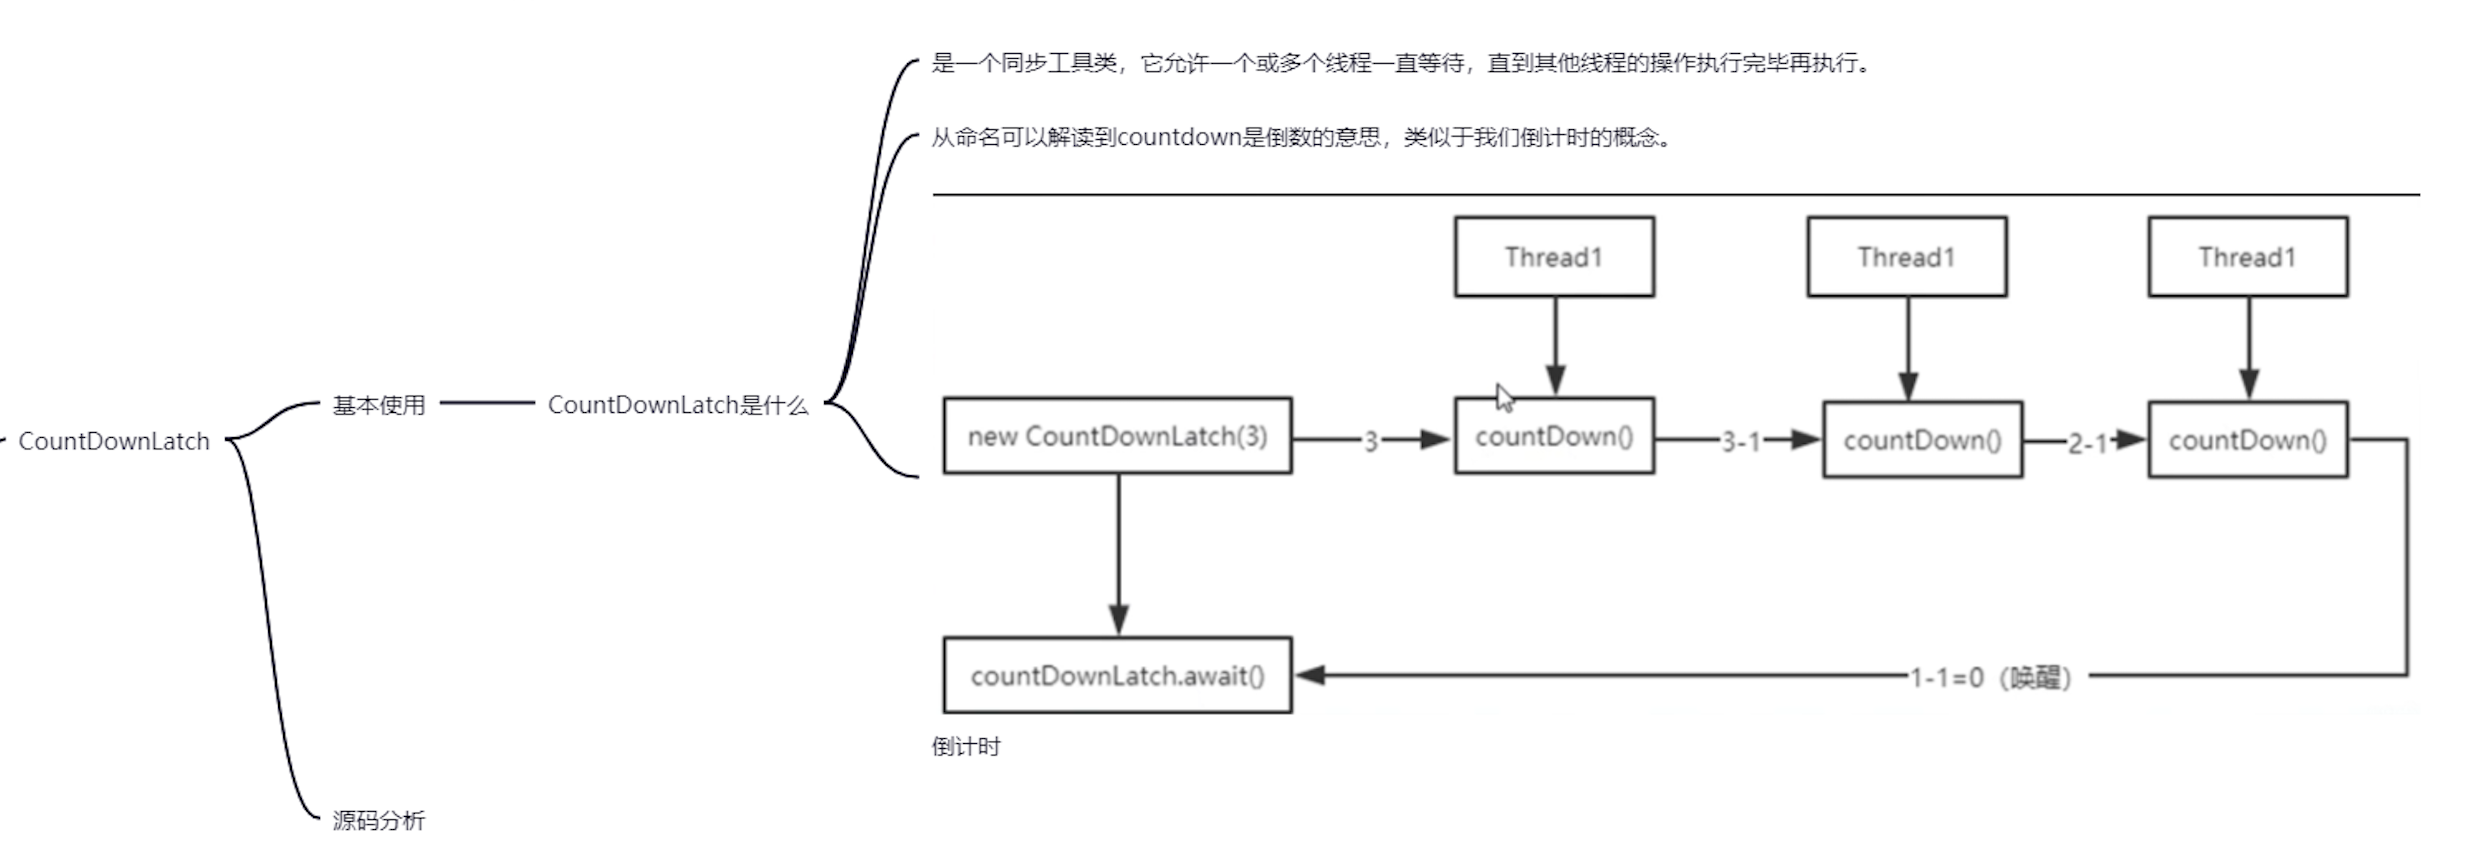 CountDownLatch
基本使用
CountDownLatch是什么
是一个同步工具类，它允许一个或多个线程一直等待，直到其他线程的操作执行完毕再执行。
从命名可以解读到countdown是倒数的意思，类似于我们倒计时的概念。
Thread1
Thread1
Thread1
new CountDownLatch(3)
3
countDown()
3-1
countDown()
2-1
countDown()
countDownLatch.await()
1-1=0（唤醒）
倒计时
源码分析